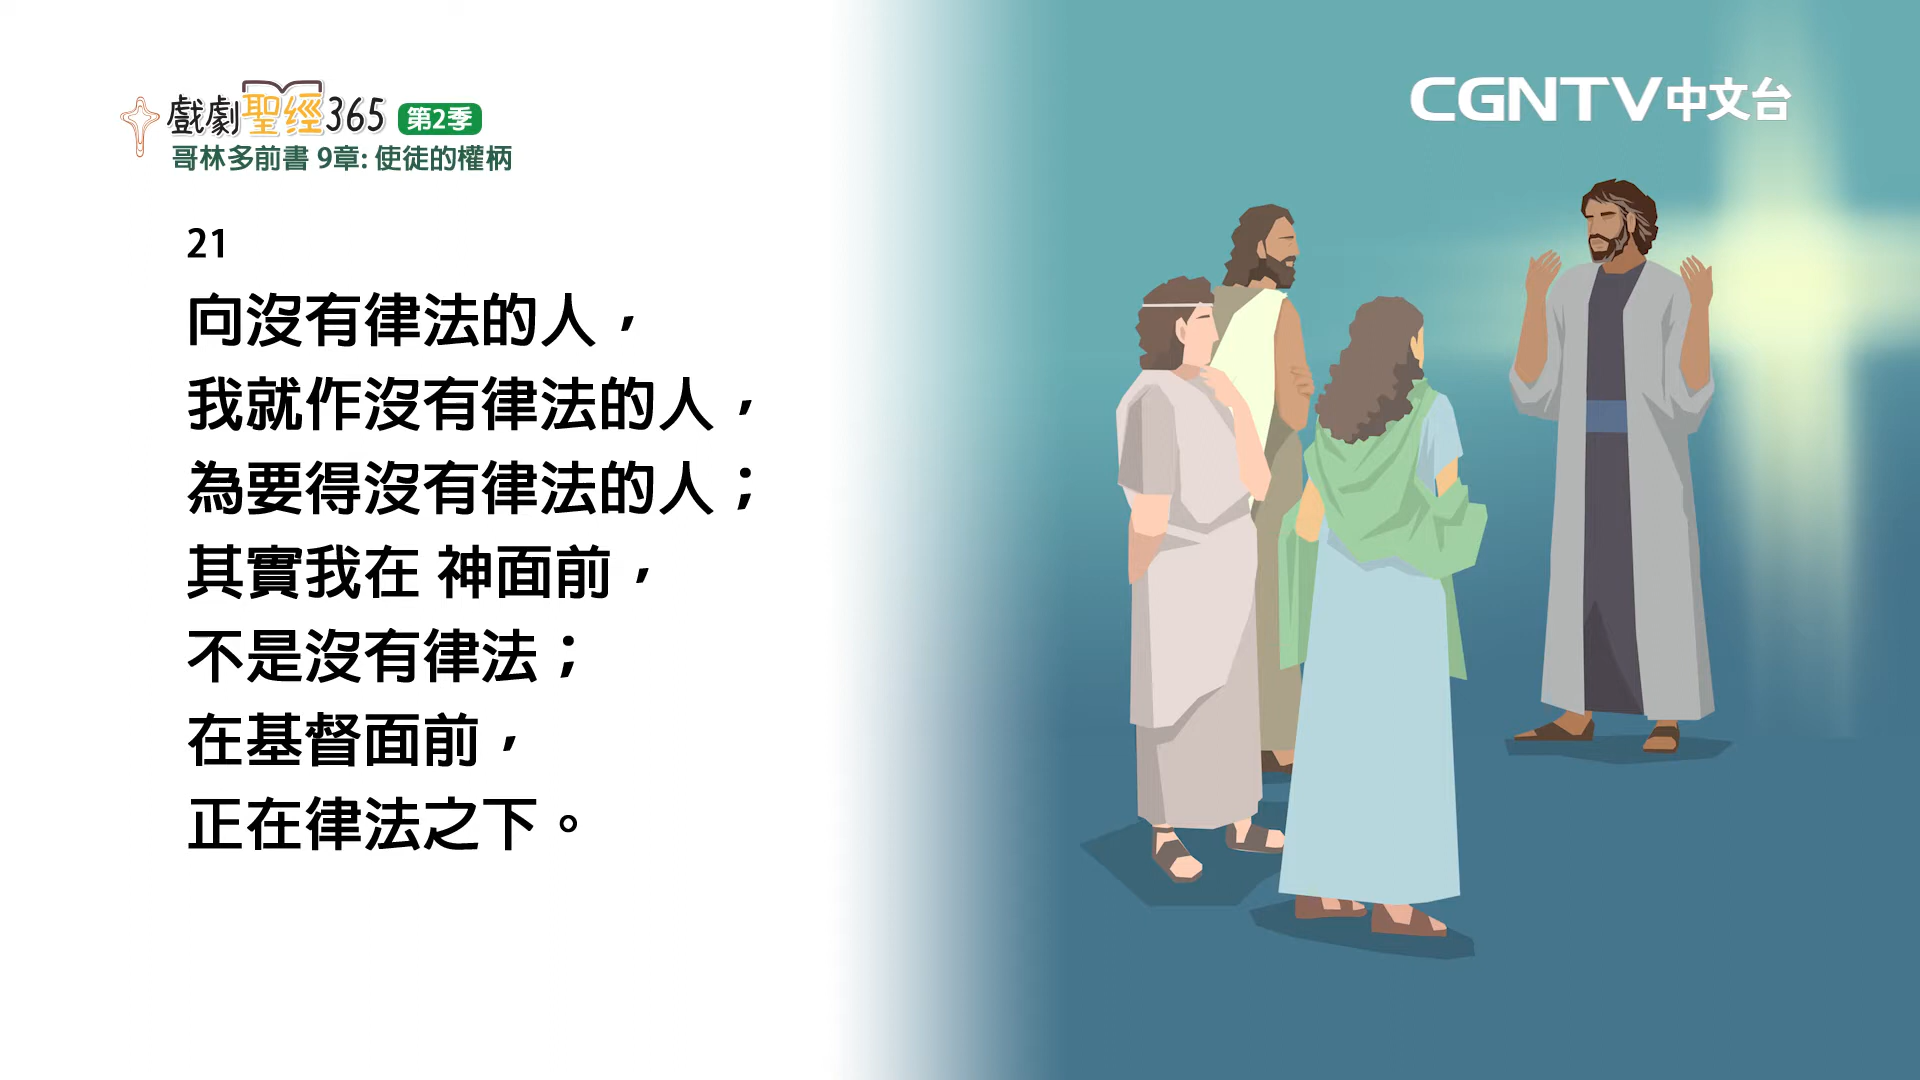 戲劇聖經365 第2季
CGNTV中文台
哥林多前書 9章: 使徒的權柄
21
向沒有律法的人，
我就作沒有律法的人，
為要得沒有律法的人；
其實我在 神面前，
不是沒有律法；
在基督面前，
正在律法之下。